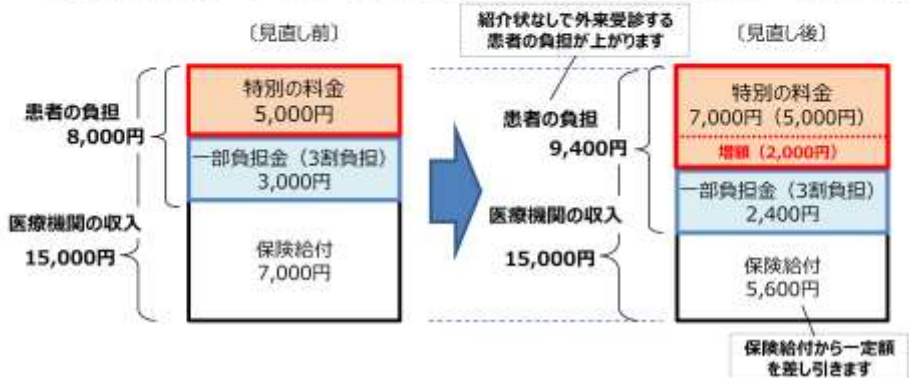 〔見直し前〕
紹介状なしで外来受診する
患者の負担が上がります
〔見直し後〕
特別の料金
5,000円
患者の負担
8,000円
一部負担金（3割負担）
3,000円
医療機関の収入
15,000円
保険給付
7,000円
特別の料金
7,000円（5,000円）
増額（2,000円）
患者の負担
9,400円
一部負担金（3割負担）
2,400円
医療機関の収入
15,000円
保険給付
5,600円
保険給付から一定額
を差し引きます